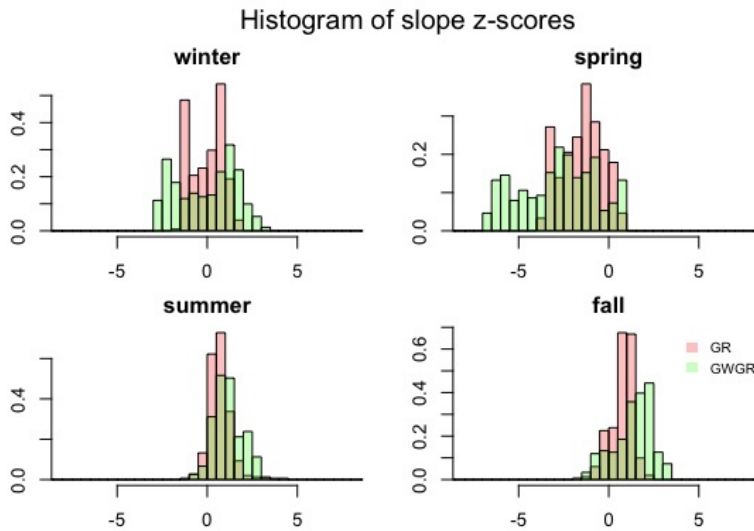 Histogram of slope z-scores
winter
0.0 0.2 0.4
-5 0 5
spring
0.0 0.2
-5 0 5
summer
0.0 0.4
-5 0 5
fall
0.0 0.2 0.4 0.6
-5 0 5
GR
GWGR